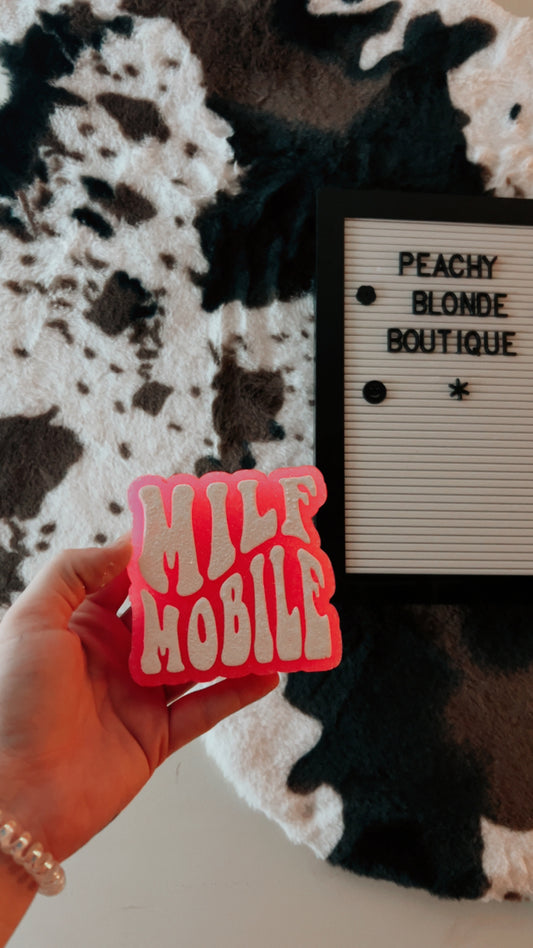 PEACHY
BLONDE
BOUTIQUE
*
MILF
MOBILE